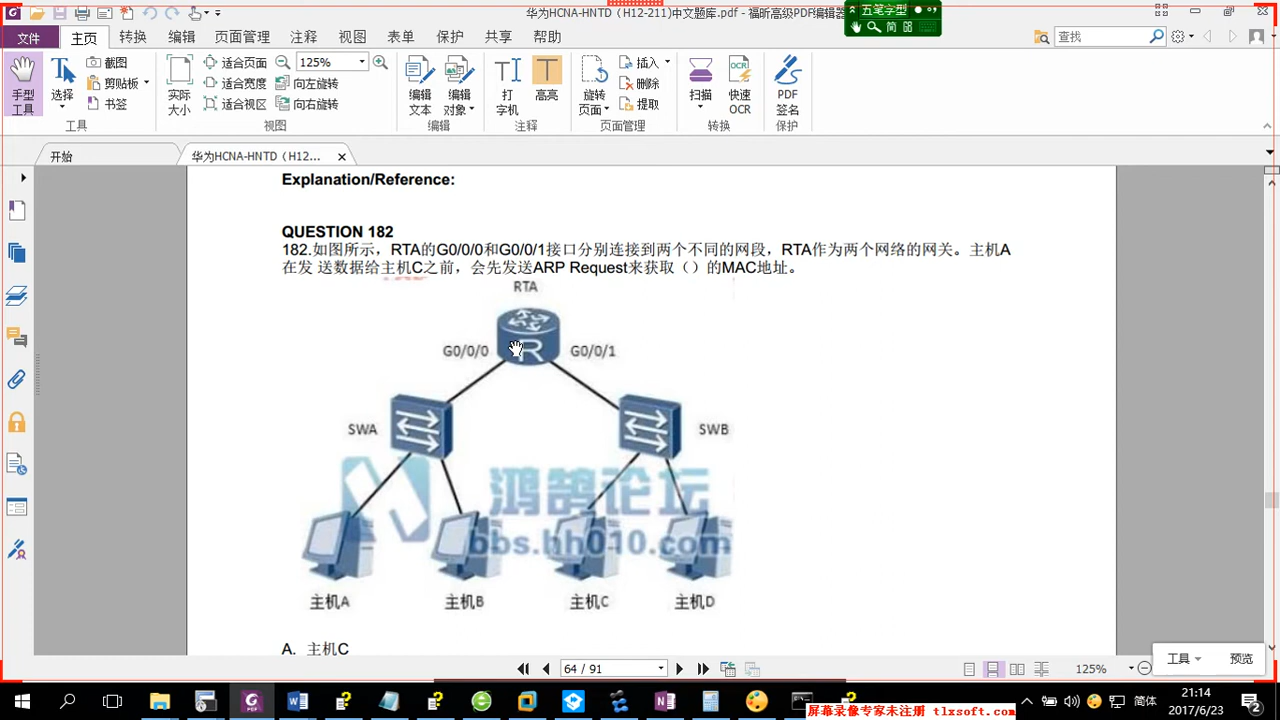 华为HCNA-HNTD（H12-211)中文题库.pdf - 福昕高级PDF编辑器
五笔字型
简
文件 主页 转换 编辑 页面管理 注释 视图 表单 保护 共享 帮助
查找
手型工具
选择
截图
剪贴板
书签
工具
实际大小
适合页面
适合宽度
适合视区
125%
向左旋转
向右旋转
视图
编辑文本
编辑对象
编辑
打字机
高亮
注释
旋转页面
插入
删除
提取
页面管理
扫描
快速OCR
转换
PDF签名
保护
开始
华为HCNA-HNTD（H12...
Explanation/Reference:
QUESTION 182
182.如图所示，RTA的G0/0/0和G0/0/1接口分别连接到两个不同的网段，RTA作为两个网络的网关。主机A
在发 送数据给主机C之前，会先发送ARP Request来获取（）的MAC地址。
RTA
R
G0/0/0 G0/0/1
SWA SWB
鸿鹄论坛
bbs.hh010.com
主机A 主机B 主机C 主机D
A. 主机C
64 / 91
125%
工具 预览
简体
21:14
2017/6/23
2
屏幕录像专家未注册 tlxsoft.com